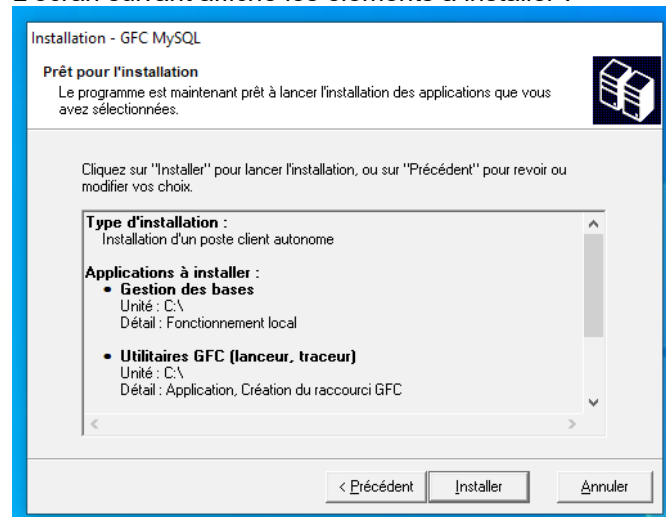 Installation - GFC MySQL
Prêt pour l'installation
Le programme est maintenant prêt à lancer l'installation des applications que vous
avez sélectionnées.
Cliquez sur "Installer" pour lancer l'installation, ou sur "Précédent" pour revoir ou
modifier vos choix.
Type d'installation :
Installation d'un poste client autonome
Applications à installer :
• Gestion des bases
Unité : C:\
Détail : Fonctionnement local
• Utilitaires GFC (lanceur, traceur)
Unité : C:\
Détail : Application, Création du raccourci GFC
< Précédent
Installer
Annuler